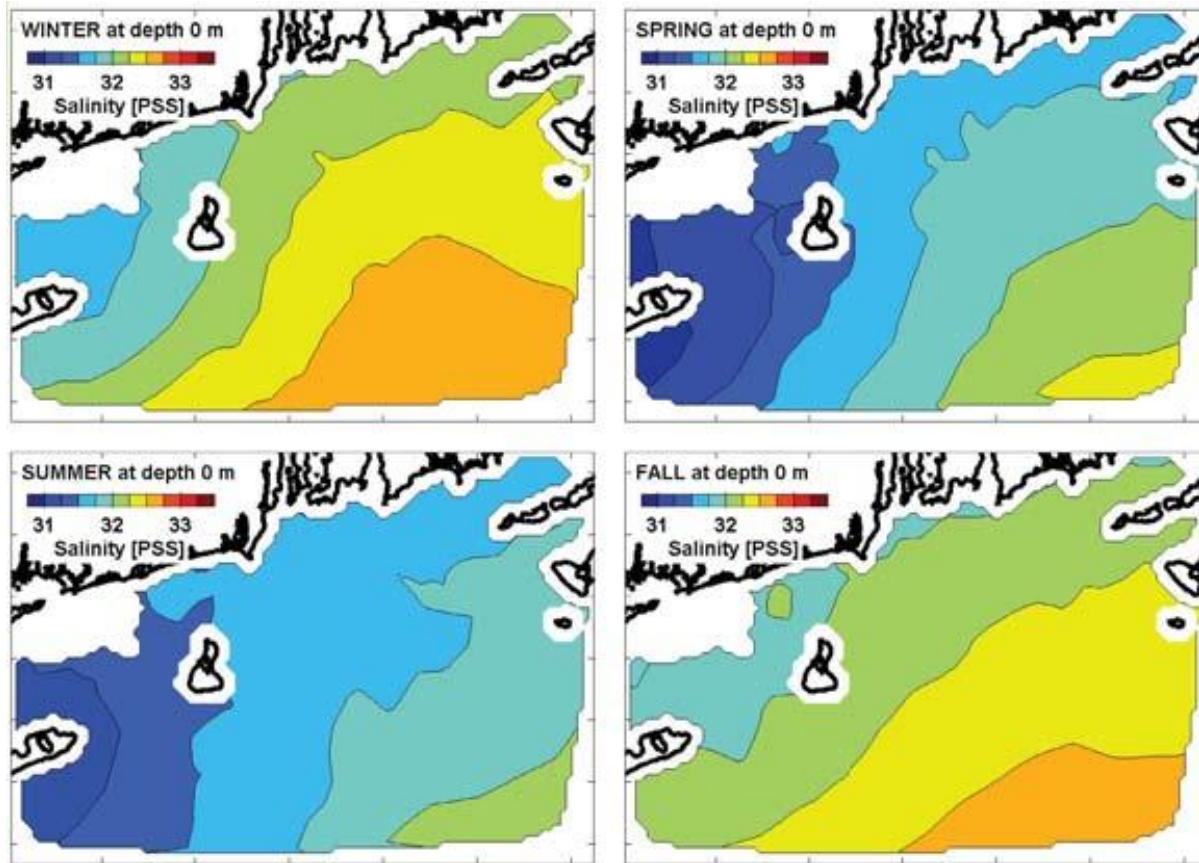 WINTER at depth 0 m
31 32 33
Salinity [PSS]
SPRING at depth 0 m
31 32 33
Salinity [PSS]
SUMMER at depth 0 m
31 32 33
Salinity [PSS]
FALL at depth 0 m
31 32 33
Salinity [PSS]